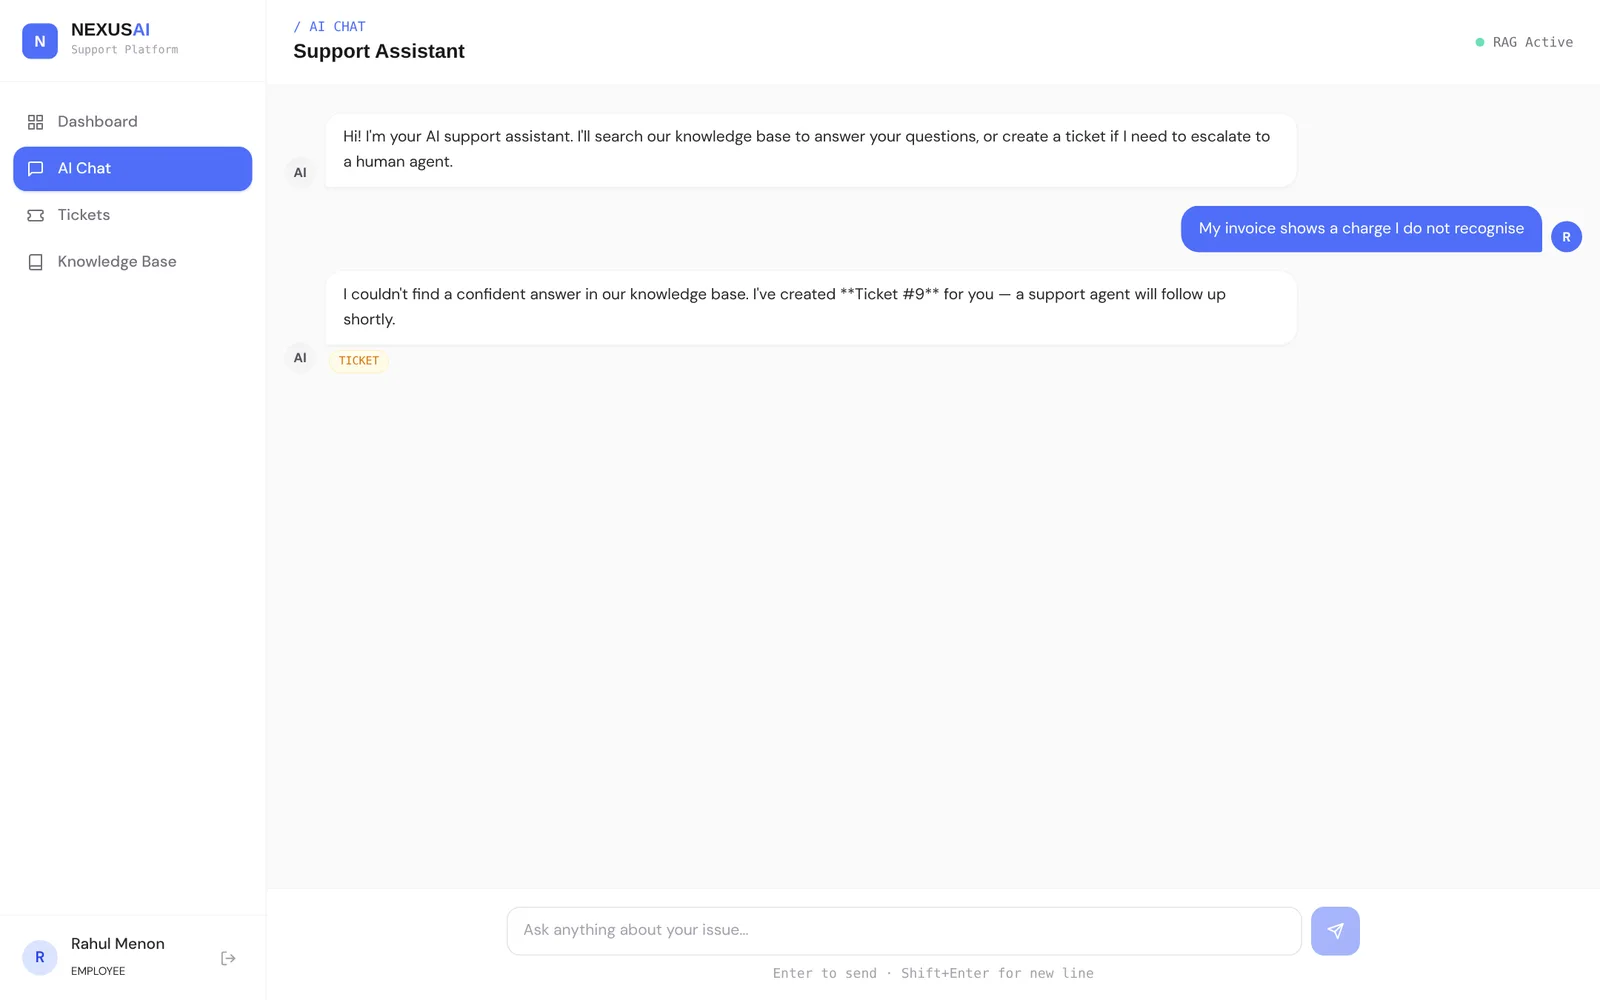 N
NEXUSAI
Support Platform
Dashboard
AI Chat
Tickets
Knowledge Base
/ AI CHAT
Support Assistant
RAG Active
Hi! I'm your AI support assistant. I'll search our knowledge base to answer your questions, or create a ticket if I need to escalate to
a human agent.
AI
My invoice shows a charge I do not recognise
R
I couldn't find a confident answer in our knowledge base. I've created **Ticket #9** for you — a support agent will follow up
shortly.
AI
TICKET
Ask anything about your issue...
Enter to send · Shift+Enter for new line
R
Rahul Menon
EMPLOYEE